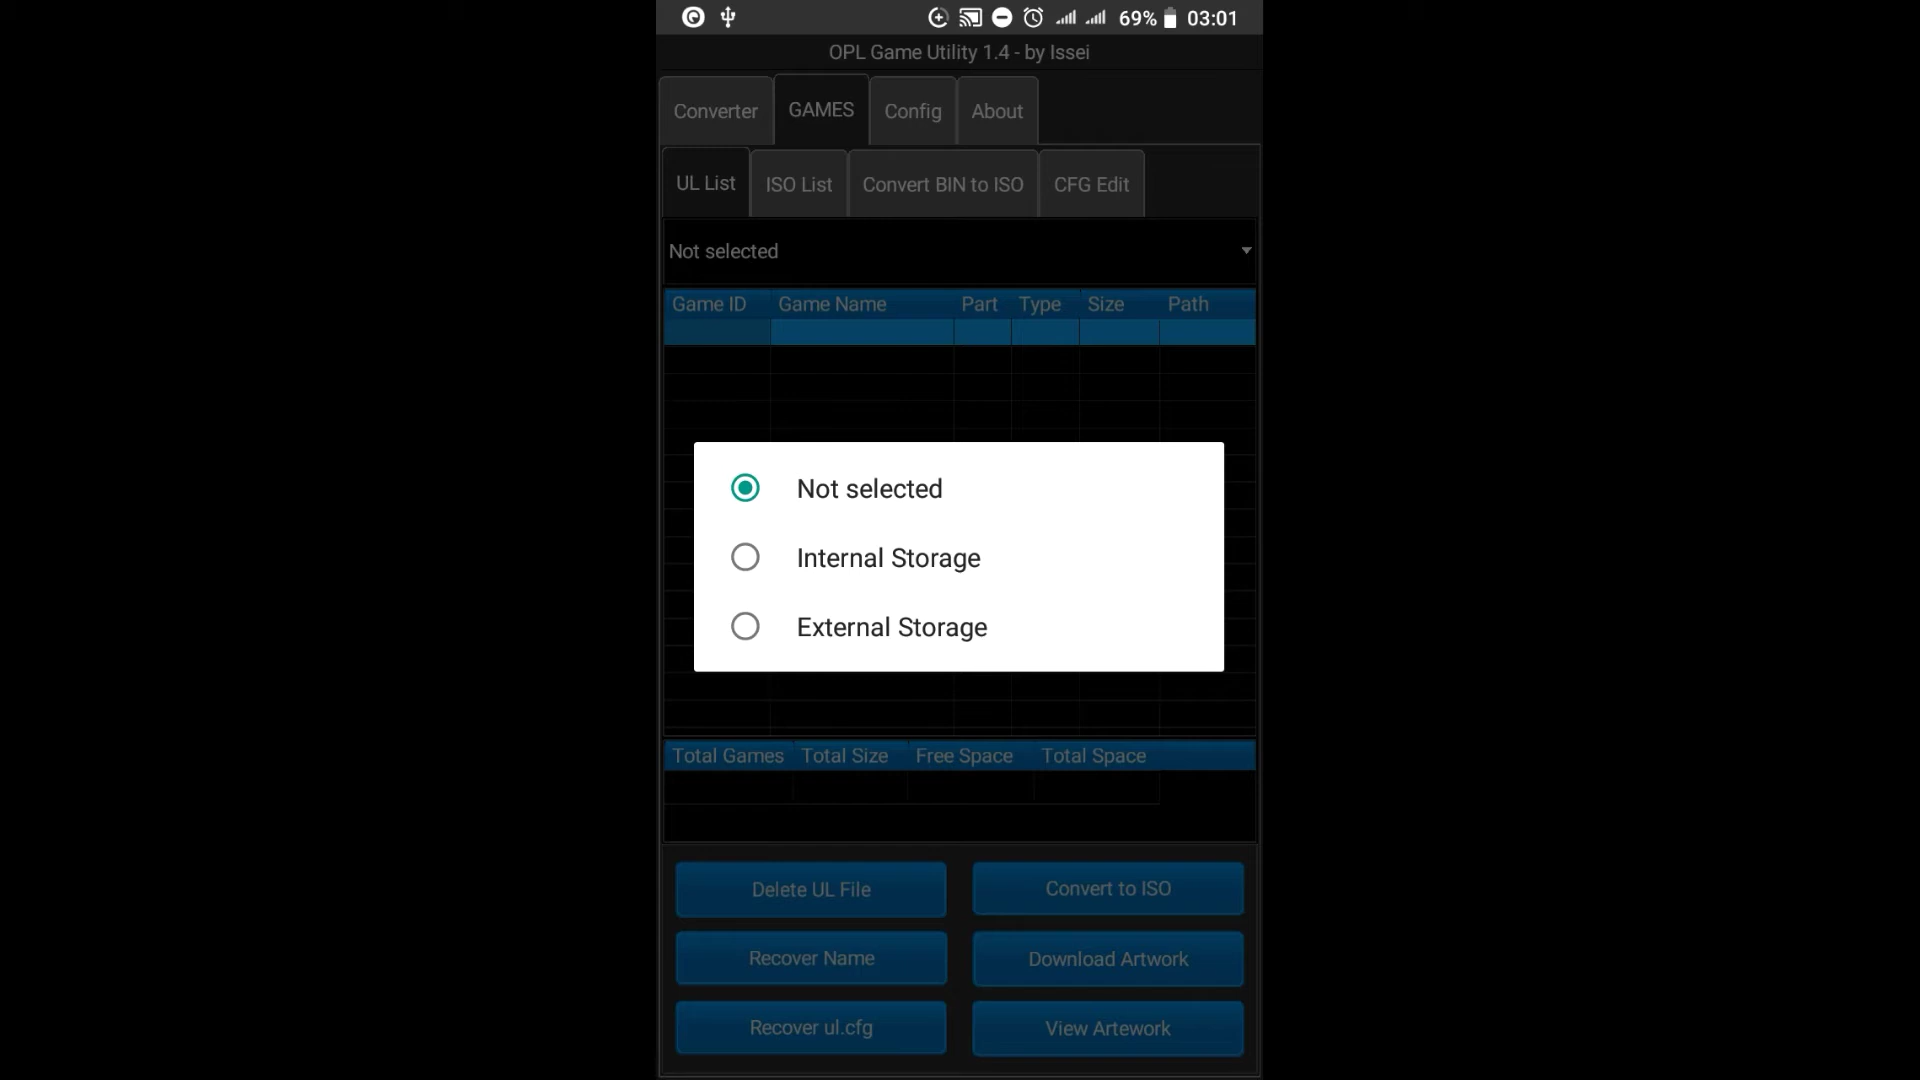 69% 03:01
OPL Game Utility 1.4 - by Issei
Converter GAMES Config About
UL List ISO List Convert BIN to ISO CFG Edit
Not selected
Game ID Game Name Part Type Size Path
Not selected
Internal Storage
External Storage
Total Games Total Size Free Space Total Space
Delete UL File Convert to ISO
Recover Name Download Artwork
Recover ul.cfg View Artework